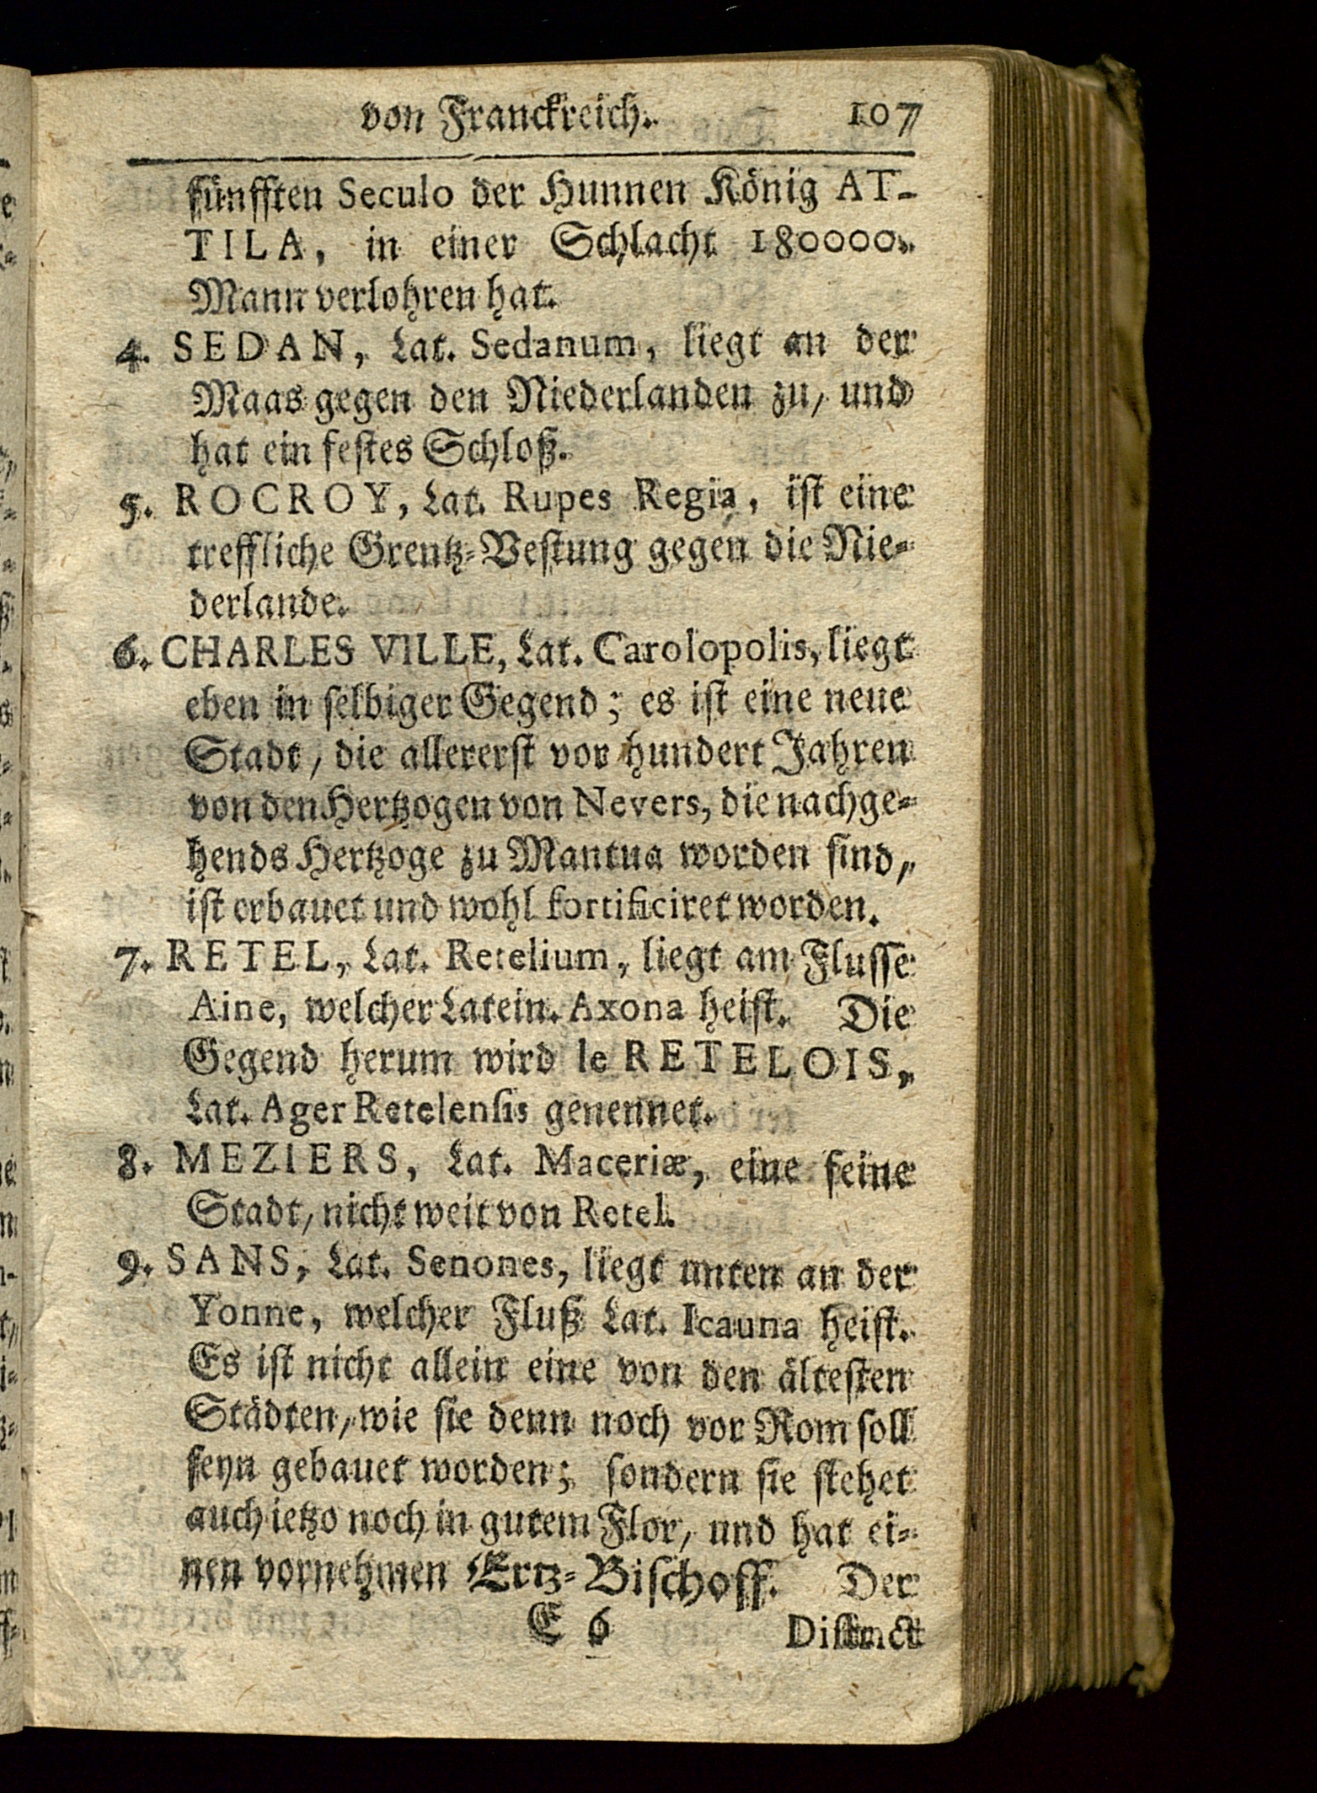 von Franckreich. 107
fünfften Seculo der Hunnen König AT-
TILA, in einer Schlacht 180000.
Mann verlohren hat.
4. SEDAN, Lat. Sedanum, liegt an der
Maas gegen den Niederlanden zu, und
hat ein festes Schloß.
5. ROCROY, Lat. Rupes Regia, ist eine
treffliche Grentz-Vestung gegen die Nie-
derlande.
6. CHARLES VILLE, Lat. Carolopolis, liegt
eben in selbiger Gegend; es ist eine neue
Stadt, die allererst vor hundert Jahren
von den Hertzogen von Nevers, die nachge-
hends Hertzoge zu Mantua worden sind,
ist erbauet und wohl fortificiret worden.
7. RETEL, Lat. Retelium, liegt am Flusse
Aine, welcher Latein. Axona heist. Die
Gegend herum wird le RETELOIS,
Lat. Ager Retelensis genennet.
8. MEZIERS, Lat. Maceriæ, eine feine
Stadt, nicht weit von Retel.
9. SANS, Lat. Senones, liegt unten an der
Yonne, welcher Fluß Lat. Icauna heist.
Es ist nicht allein eine von den ältesten
Städten, wie sie denn noch vor Rom soll
seyn gebauet worden; sondern sie stehet
auch ietzo noch in gutem Flor, und hat ei-
nen vornehmen Ertz-Bischoff. Der
E 6 District